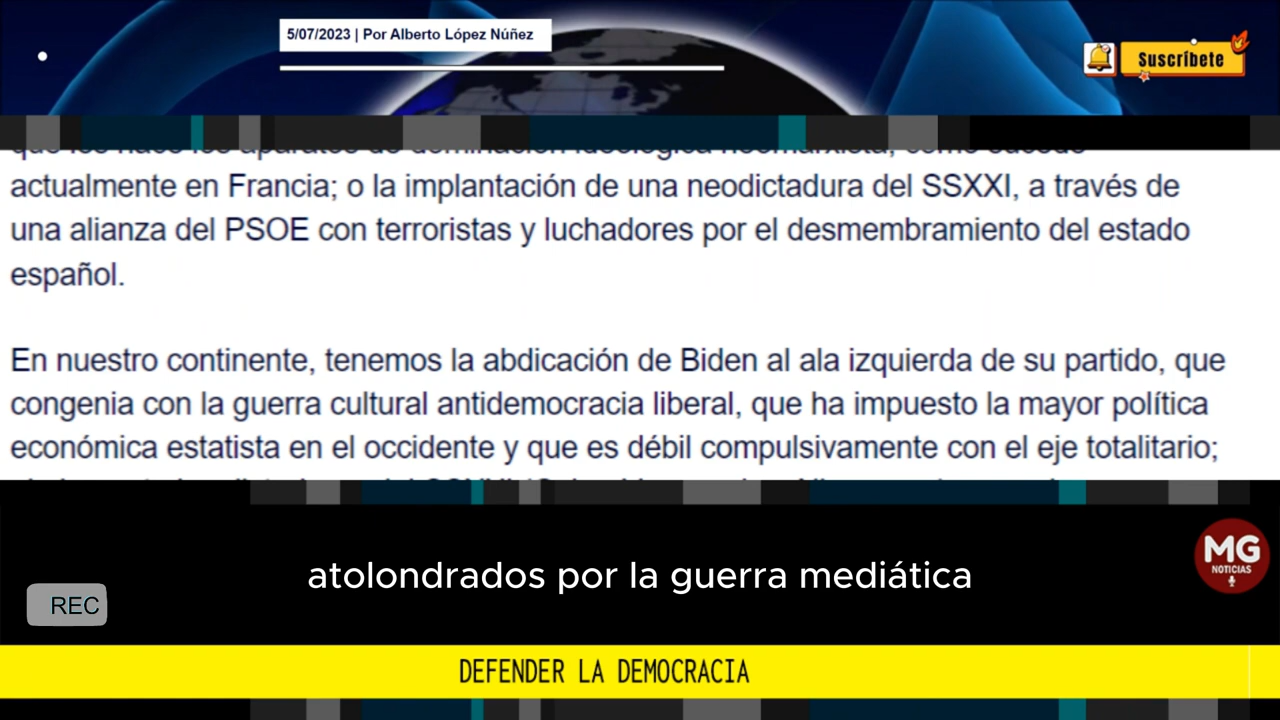 5/07/2023 | Por Alberto López Núñez
Suscríbete
actualmente en Francia; o la implantación de una neodictadura del SSXXI, a través de
una alianza del PSOE con terroristas y luchadores por el desmembramiento del estado
español.
En nuestro continente, tenemos la abdicación de Biden al ala izquierda de su partido, que
congenia con la guerra cultural antidemocracia liberal, que ha impuesto la mayor política
económica estatista en el occidente y que es débil compulsivamente con el eje totalitario;
atolondrados por la guerra mediática
MG
NOTICIAS
REC
DEFENDER LA DEMOCRACIA